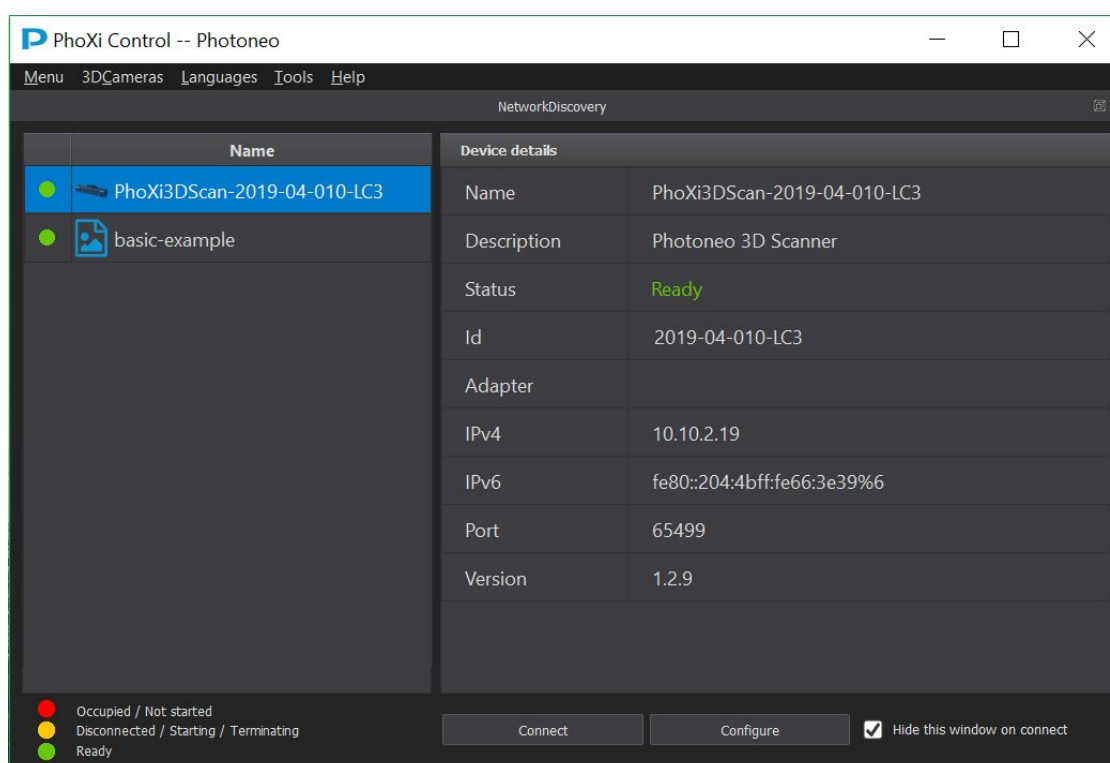 PhoXi Control -- Photoneo
Menu 3DCameras Languages Tools Help
NetworkDiscovery
Name
PhoXi3DScan-2019-04-010-LC3
basic-example
Device details
Name PhoXi3DScan-2019-04-010-LC3
Description Photoneo 3D Scanner
Status Ready
Id 2019-04-010-LC3
Adapter
IPv4 10.10.2.19
IPv6 fe80::204:4bff:fe66:3e39%6
Port 65499
Version 1.2.9
Occupied / Not started
Disconnected / Starting / Terminating
Ready
Connect Configure Hide this window on connect